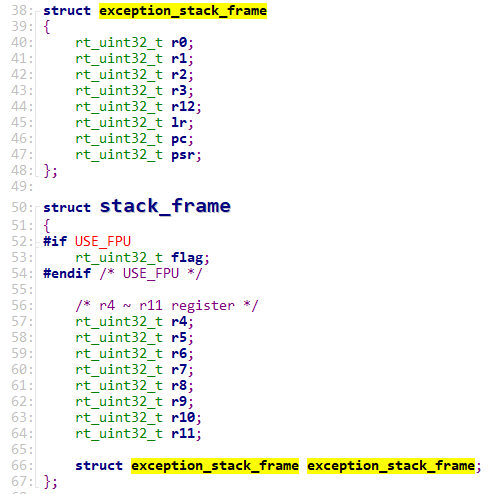 38: struct exception_stack_frame
39: {
40:     rt_uint32_t r0;
41:     rt_uint32_t r1;
42:     rt_uint32_t r2;
43:     rt_uint32_t r3;
44:     rt_uint32_t r12;
45:     rt_uint32_t lr;
46:     rt_uint32_t pc;
47:     rt_uint32_t psr;
48: };
49:
50: struct stack_frame
51: {
52: #if USE_FPU
53:     rt_uint32_t flag;
54: #endif /* USE_FPU */
55:
56:     /* r4 ~ r11 register */
57:     rt_uint32_t r4;
58:     rt_uint32_t r5;
59:     rt_uint32_t r6;
60:     rt_uint32_t r7;
61:     rt_uint32_t r8;
62:     rt_uint32_t r9;
63:     rt_uint32_t r10;
64:     rt_uint32_t r11;
65:
66:     struct exception_stack_frame exception_stack_frame;
67: };